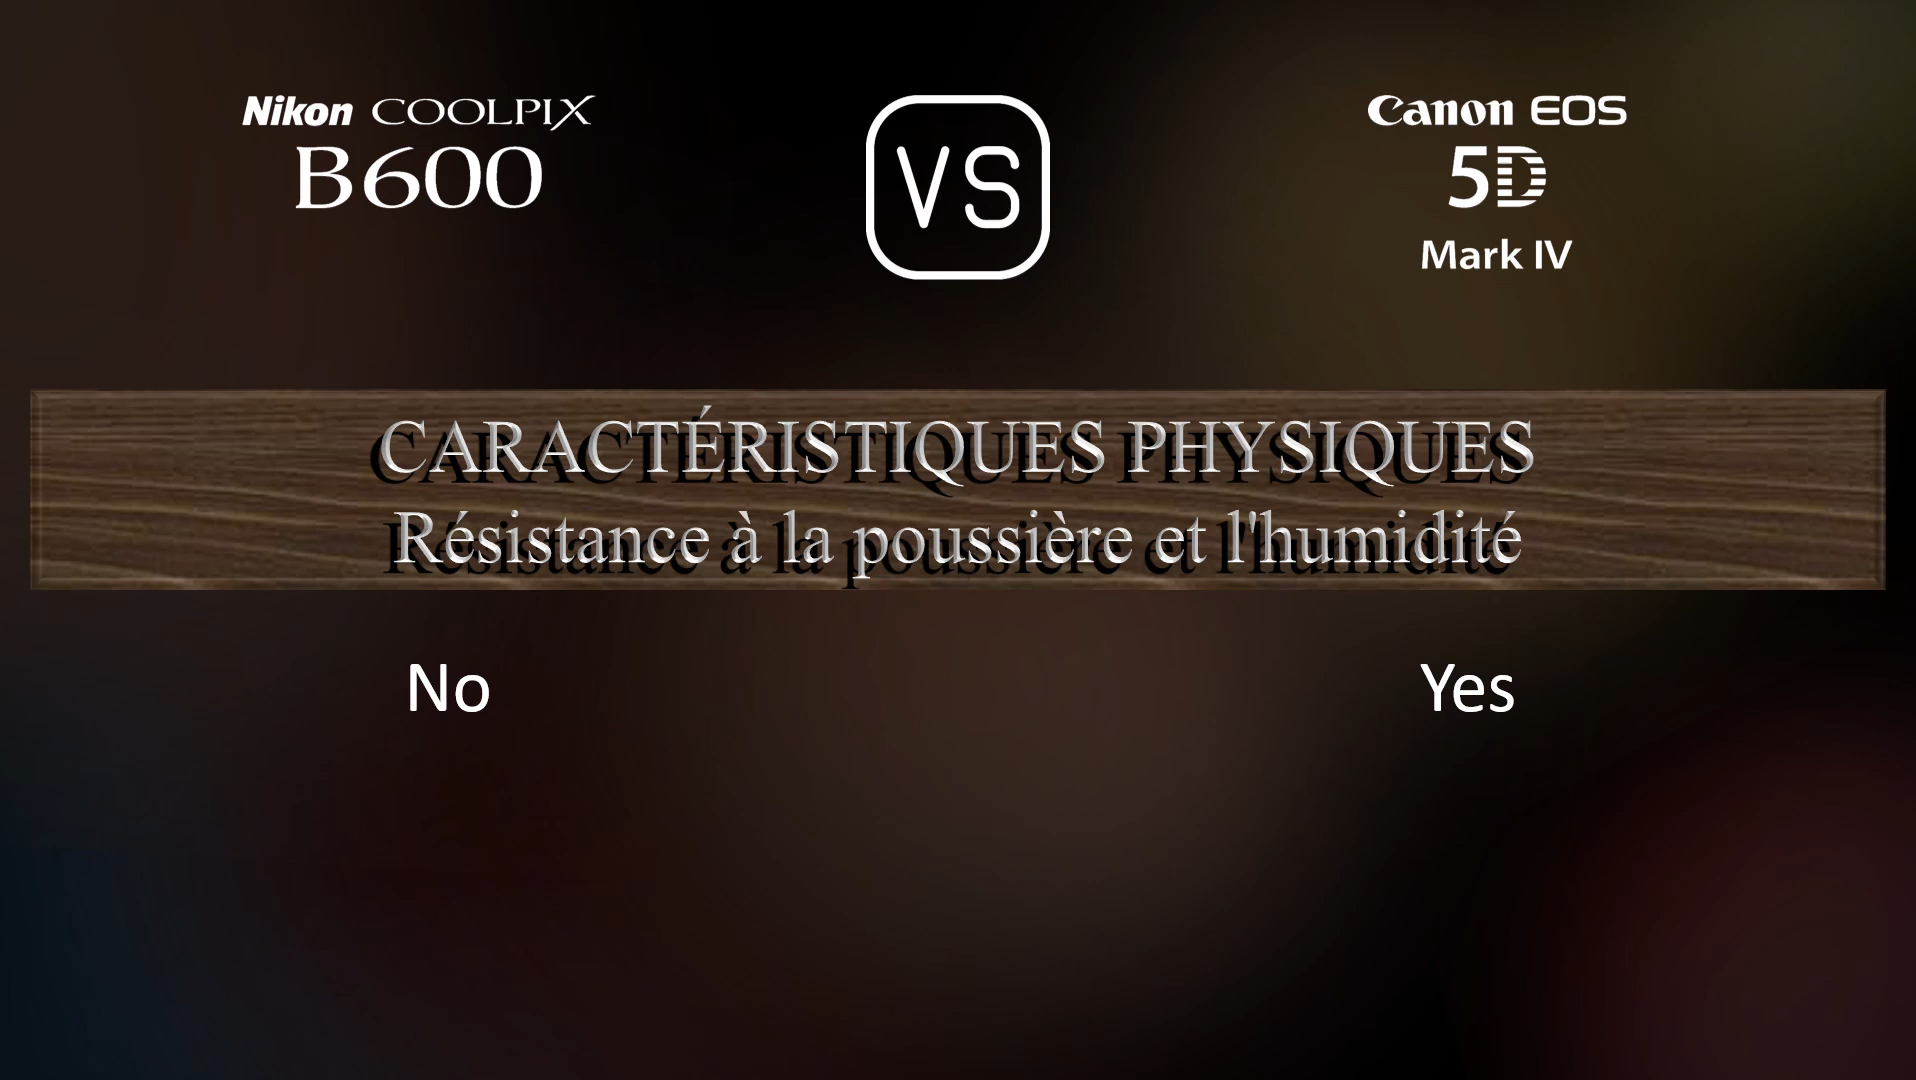 Nikon COOLPIX
B600
VS
Canon EOS
5D
Mark IV
CARACTÉRISTIQUES PHYSIQUES
Résistance à la poussière et l'humidité
No
Yes